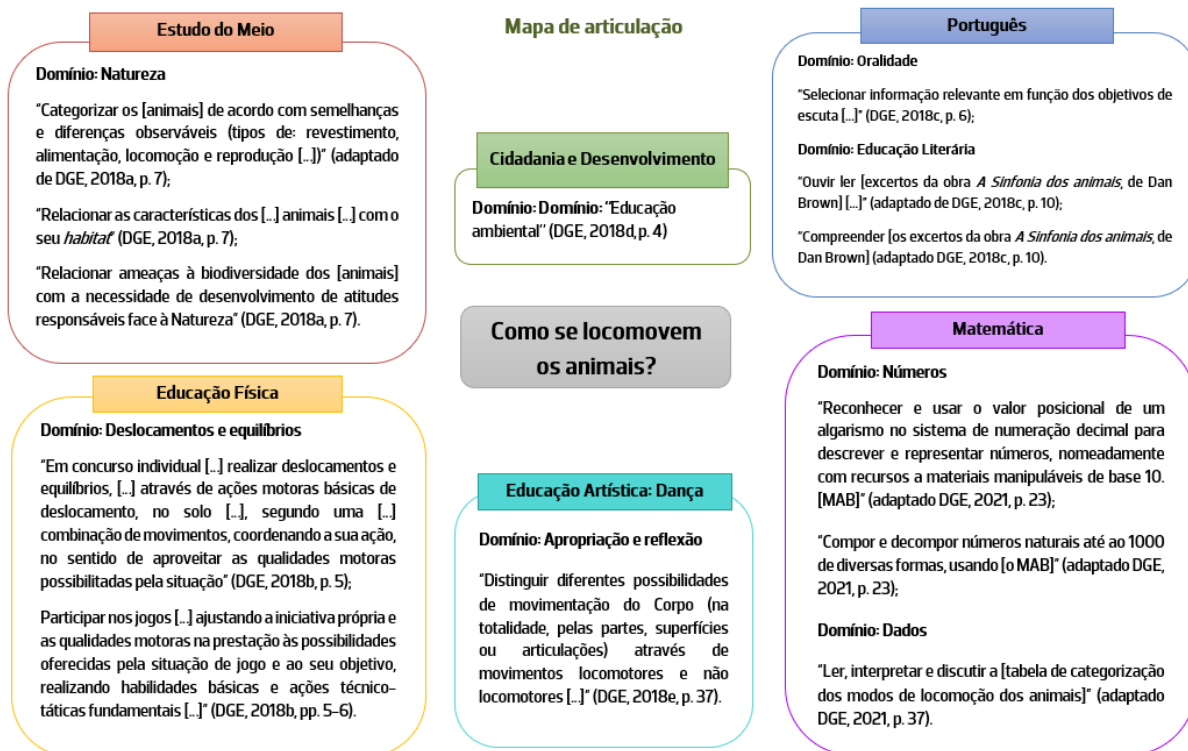 Mapa de articulação
Estudo do Meio
Domínio: Natureza
“Categorizar os [animais] de acordo com semelhanças
e diferenças observáveis (tipos de: revestimento,
alimentação, locomoção e reprodução [...])” (adaptado
de DGE, 2018a, p. 7);
“Relacionar as características dos [...] animais [...] com o
seu habitat” (DGE, 2018a, p. 7);
“Relacionar ameaças à biodiversidade dos [animais]
com a necessidade de desenvolvimento de atitudes
responsáveis face à Natureza” (DGE, 2018a, p. 7).
Cidadania e Desenvolvimento
Domínio: Domínio: “Educação
ambiental” (DGE, 2018d, p. 4)
Português
Domínio: Oralidade
“Selecionar informação relevante em função dos objetivos de
escuta [...]” (DGE, 2018c, p. 6);
Domínio: Educação Literária
“Ouvir ler [excertos da obra A Sinfonia dos animais, de Dan
Brown] [...]” (adaptado de DGE, 2018c, p. 10);
“Compreender [os excertos da obra A Sinfonia dos animais, de
Dan Brown] (adaptado DGE, 2018c, p. 10).
Como se locomovem
os animais?
Educação Física
Domínio: Deslocamentos e equilíbrios
“Em concurso individual [...] realizar deslocamentos e
equilíbrios, [...] através de ações motoras básicas de
deslocamento, no solo [...], segundo uma [...]
combinação de movimentos, coordenando a sua ação,
no sentido de aproveitar as qualidades motoras
possibilitadas pela situação” (DGE, 2018b, p. 5);
Participar nos jogos [...] ajustando a iniciativa própria e
as qualidades motoras na prestação às possibilidades
oferecidas pela situação de jogo e ao seu objetivo,
realizando habilidades básicas e ações técnico-
táticas fundamentais [...]” (DGE, 2018b, pp. 5-6).
Educação Artística: Dança
Domínio: Apropriação e reflexão
“Distinguir diferentes possibilidades
de movimentação do Corpo (na
totalidade, pelas partes, superfícies
ou articulações) através de
movimentos locomotores e não
locomotores [...]” (DGE, 2018e, p. 37).
Matemática
Domínio: Números
“Reconhecer e usar o valor posicional de um
algarismo no sistema de numeração decimal para
descrever e representar números, nomeadamente
com recursos a materiais manipuláveis de base 10.
[MAB]” (adaptado DGE, 2021, p. 23);
“Compor e decompor números naturais até ao 1000
de diversas formas, usando [o MAB]” (adaptado DGE,
2021, p. 23);
Domínio: Dados
“Ler, interpretar e discutir a [tabela de categorização
dos modos de locomoção dos animais]” (adaptado
DGE, 2021, p. 37).